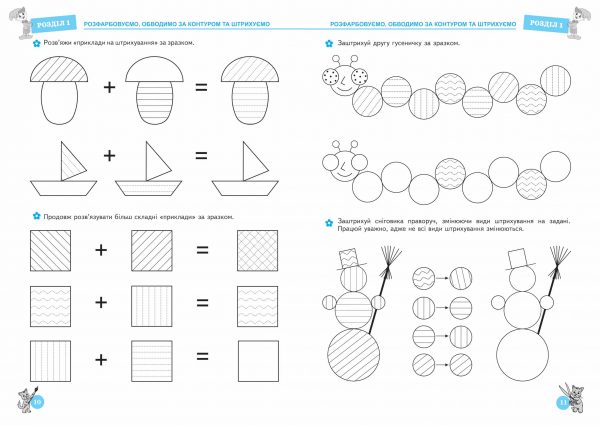 РОЗДІЛ 1
РОЗФАРБОВУЄМО, ОБВОДИМО ЗА КОНТУРОМ ТА ШТРИХУЄМО
Розв'яжи «приклади на штрихування» за зразком.
Продовж розв'язувати більш складні «приклади» за зразком.
10
РОЗФАРБОВУЄМО, ОБВОДИМО ЗА КОНТУРОМ ТА ШТРИХУЄМО
РОЗДІЛ 1
Заштрихуй другу гусеничку за зразком.
Заштрихуй сніговика праворуч, змінюючи види штрихування на задані.
Працюй уважно, адже не всі види штрихування змінюються.
11